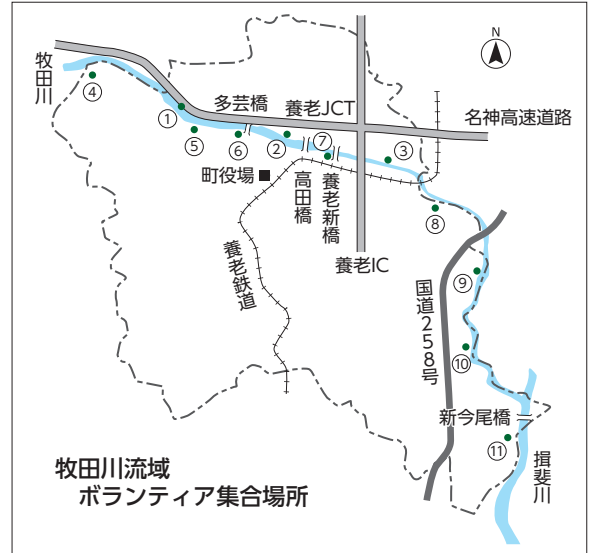 N
牧田川
④
①
多芸橋
養老JCT
名神高速道路
⑤
⑥
②
⑦
③
町役場
高田橋
養老新橋
⑧
養老鉄道
養老IC
国道258号
⑨
⑩
新今尾橋
⑪
揖斐川
牧田川流域
ボランティア集合場所